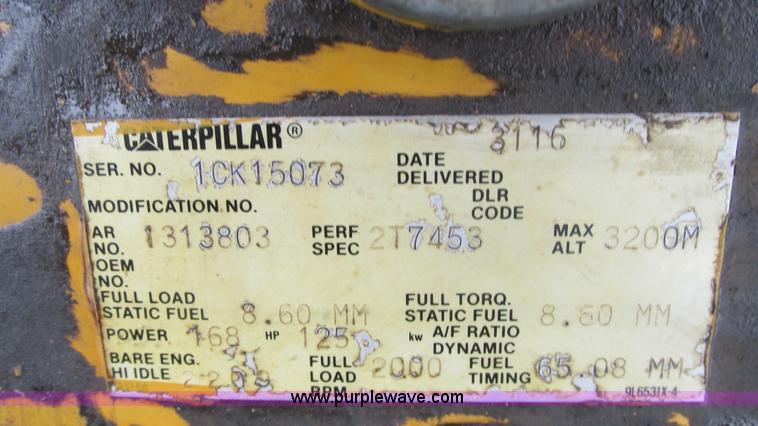 CATERPILLAR® 3116
SER. NO. 1CK15073 DATE DELIVERED
MODIFICATION NO. DLR CODE
AR NO. 1313803 PERF SPEC 2T7453 MAX ALT 3200M
OEM NO.
FULL LOAD STATIC FUEL 8.60 MM FULL TORQ. STATIC FUEL 8.60 MM
POWER 168 HP 125 kw A/F RATIO DYNAMIC
BARE ENG. HI IDLE FULL LOAD RPM 2000 FUEL TIMING 65.08 MM
9L6531X-4
www.purplewave.com